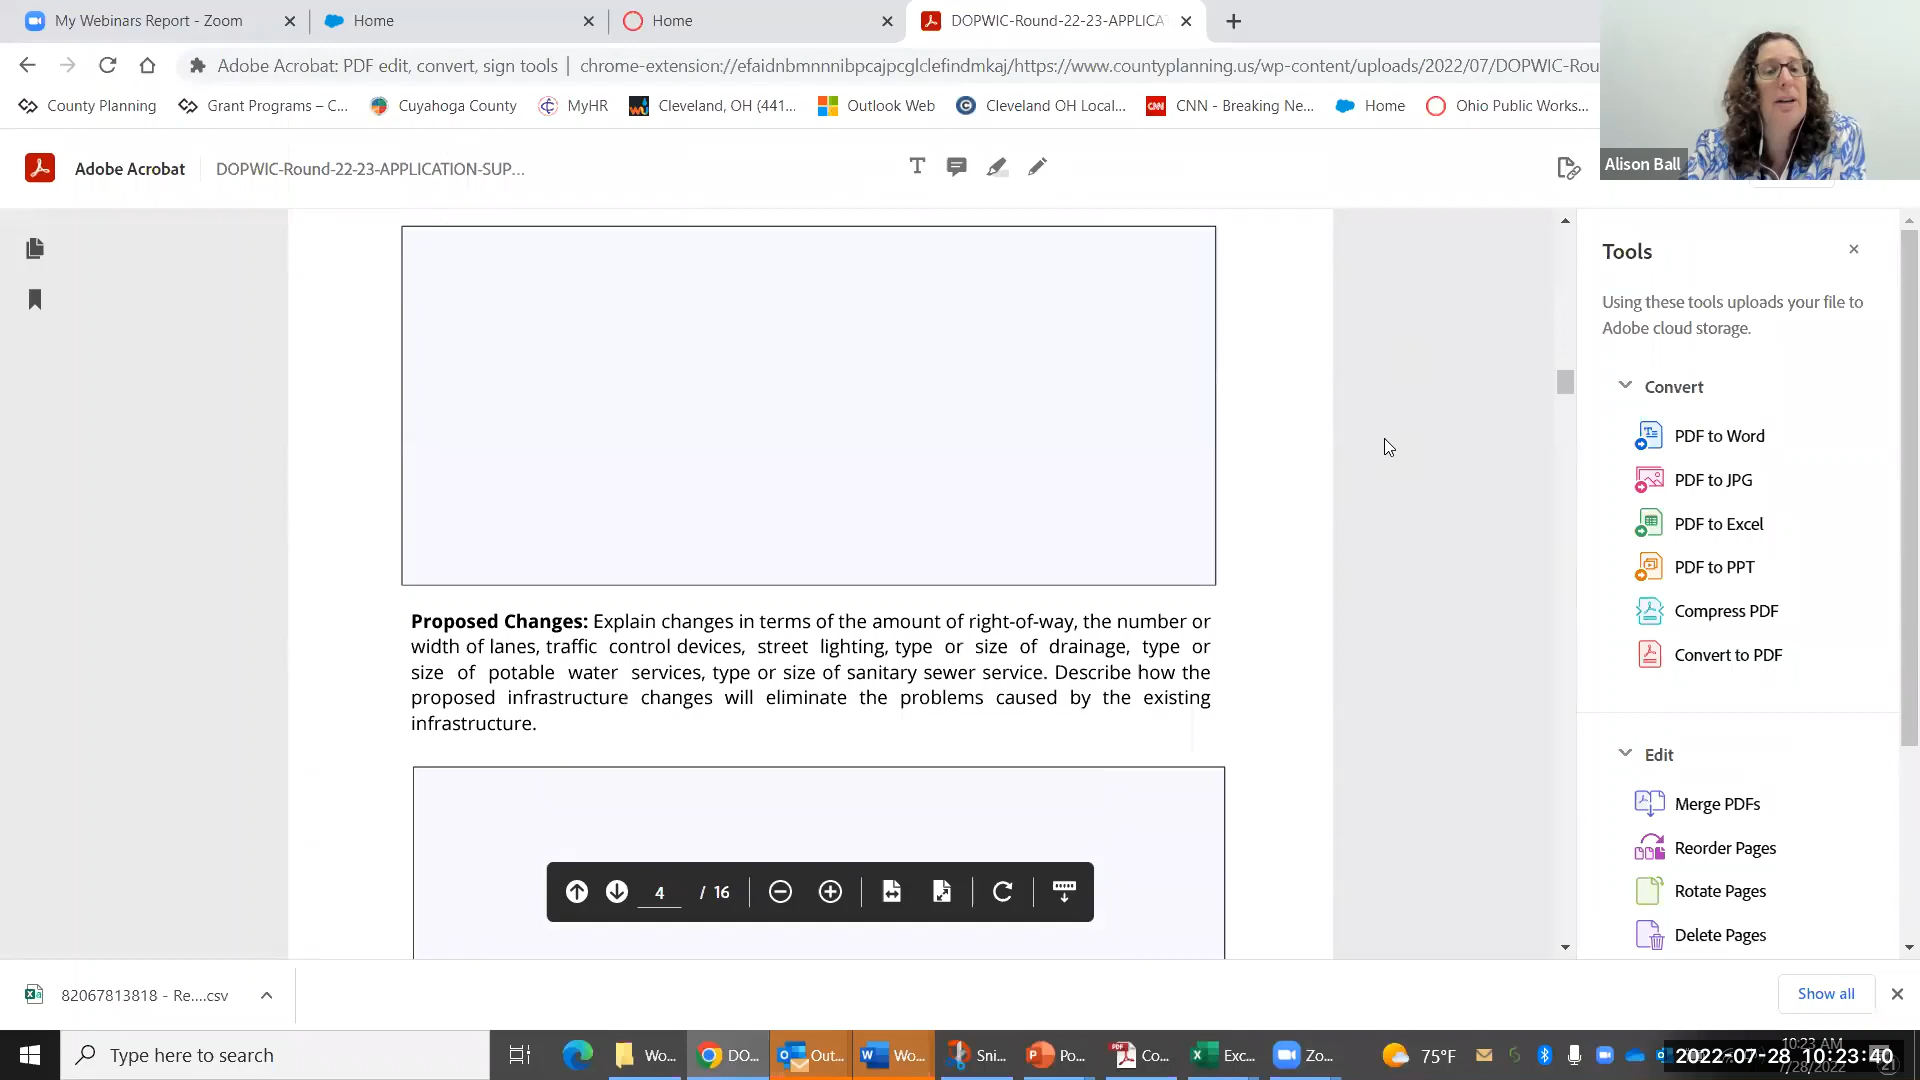 My Webinars Report - Zoom
Home
Home
DOPWIC-Round-22-23-APPLICA
Adobe Acrobat: PDF edit, convert, sign tools | chrome-extension://efaidnbmnnnibpcajpcglclefindmkaj/https://www.countyplanning.us/wp-content/uploads/2022/07/DOPWIC-Rou
County Planning
Grant Programs – C...
Cuyahoga County
MyHR
Cleveland, OH (441...
Outlook Web
Cleveland OH Local...
CNN - Breaking Ne...
Home
Ohio Public Works...
Alison Ball
Adobe Acrobat
DOPWIC-Round-22-23-APPLICATION-SUP...
Tools
Using these tools uploads your file to
Adobe cloud storage.
Convert
PDF to Word
PDF to JPG
PDF to Excel
PDF to PPT
Compress PDF
Convert to PDF
Edit
Merge PDFs
Reorder Pages
Rotate Pages
Delete Pages
Proposed Changes: Explain changes in terms of the amount of right-of-way, the number or
width of lanes, traffic control devices, street lighting, type or size of drainage, type or
size of potable water services, type or size of sanitary sewer service. Describe how the
proposed infrastructure changes will eliminate the problems caused by the existing
infrastructure.
4 / 16
82067813818 - Re....csv
Show all
Type here to search
Wo...
DO...
Out...
Wo...
Sni...
Po...
Co...
Exc...
Zo...
75°F
10:23 AM
2022-07-28 10:23:40
7/28/2022